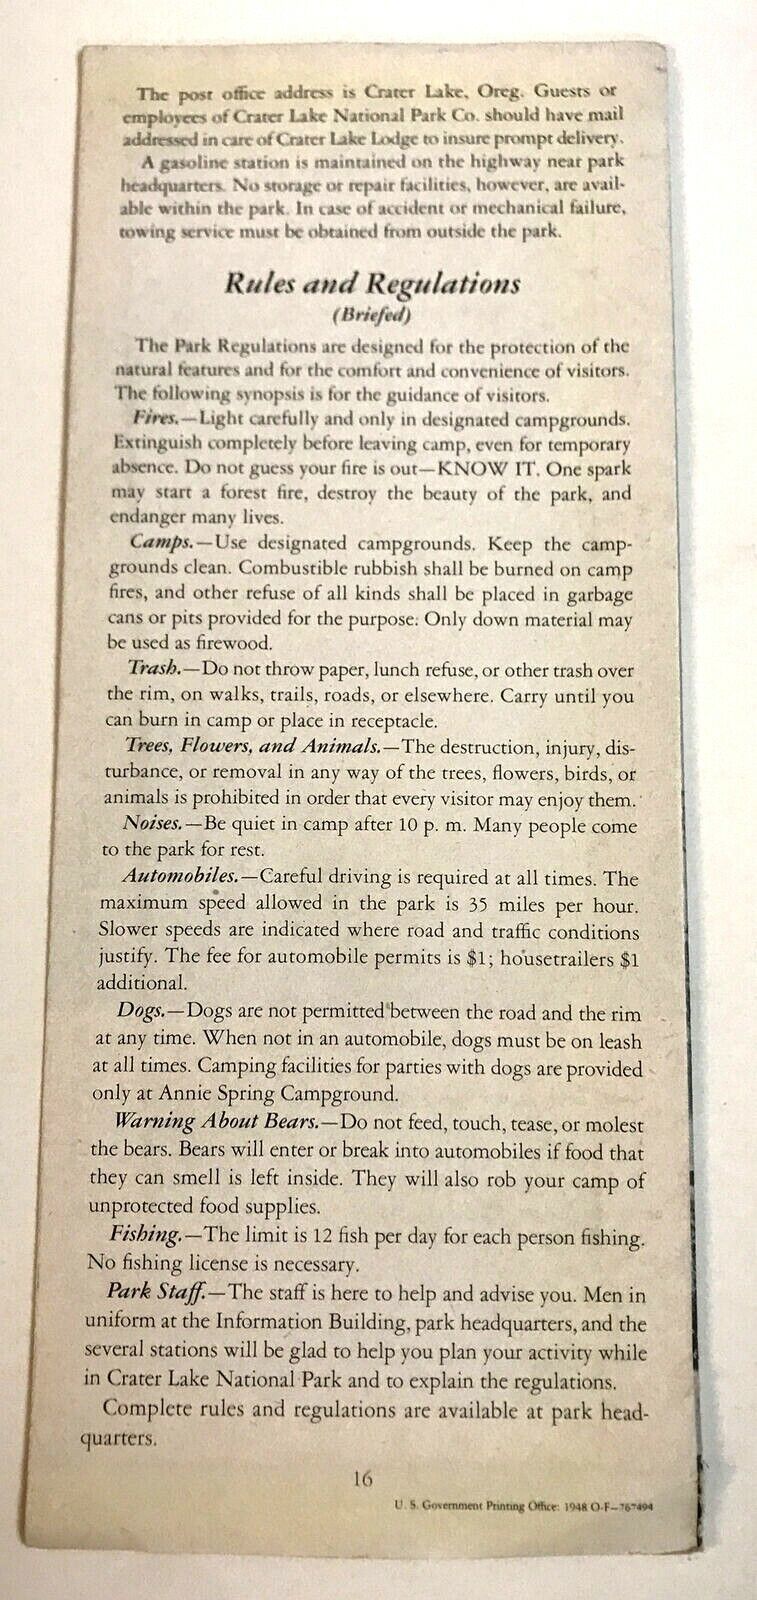 The post office address is Crater Lake, Oreg. Guests or
employees of Crater Lake National Park Co. should have mail
addressed in care of Crater Lake Lodge to insure prompt delivery.
A gasoline station is maintained on the highway near park
headquarters. No storage or repair facilities, however, are avail-
able within the park. In case of accident or mechanical failure,
towing service must be obtained from outside the park.
Rules and Regulations
(Briefed)
The Park Regulations are designed for the protection of the
natural features and for the comfort and convenience of visitors.
The following synopsis is for the guidance of visitors.
Fires.—Light carefully and only in designated campgrounds.
Extinguish completely before leaving camp, even for temporary
absence. Do not guess your fire is out—KNOW IT. One spark
may start a forest fire, destroy the beauty of the park, and
endanger many lives.
Camps.—Use designated campgrounds. Keep the camp-
grounds clean. Combustible rubbish shall be burned on camp
fires, and other refuse of all kinds shall be placed in garbage
cans or pits provided for the purpose. Only down material may
be used as firewood.
Trash.—Do not throw paper, lunch refuse, or other trash over
the rim, on walks, trails, roads, or elsewhere. Carry until you
can burn in camp or place in receptacle.
Trees, Flowers, and Animals.—The destruction, injury, dis-
turbance, or removal in any way of the trees, flowers, birds, or
animals is prohibited in order that every visitor may enjoy them.
Noises.—Be quiet in camp after 10 p. m. Many people come
to the park for rest.
Automobiles.—Careful driving is required at all times. The
maximum speed allowed in the park is 35 miles per hour.
Slower speeds are indicated where road and traffic conditions
justify. The fee for automobile permits is $1; housetrailers $1
additional.
Dogs.—Dogs are not permitted between the road and the rim
at any time. When not in an automobile, dogs must be on leash
at all times. Camping facilities for parties with dogs are provided
only at Annie Spring Campground.
Warning About Bears.—Do not feed, touch, tease, or molest
the bears. Bears will enter or break into automobiles if food that
they can smell is left inside. They will also rob your camp of
unprotected food supplies.
Fishing.—The limit is 12 fish per day for each person fishing.
No fishing license is necessary.
Park Staff.—The staff is here to help and advise you. Men in
uniform at the Information Building, park headquarters, and the
several stations will be glad to help you plan your activity while
in Crater Lake National Park and to explain the regulations.
Complete rules and regulations are available at park head-
quarters.
16
U. S. Government Printing Office: 1948 O-F—767494